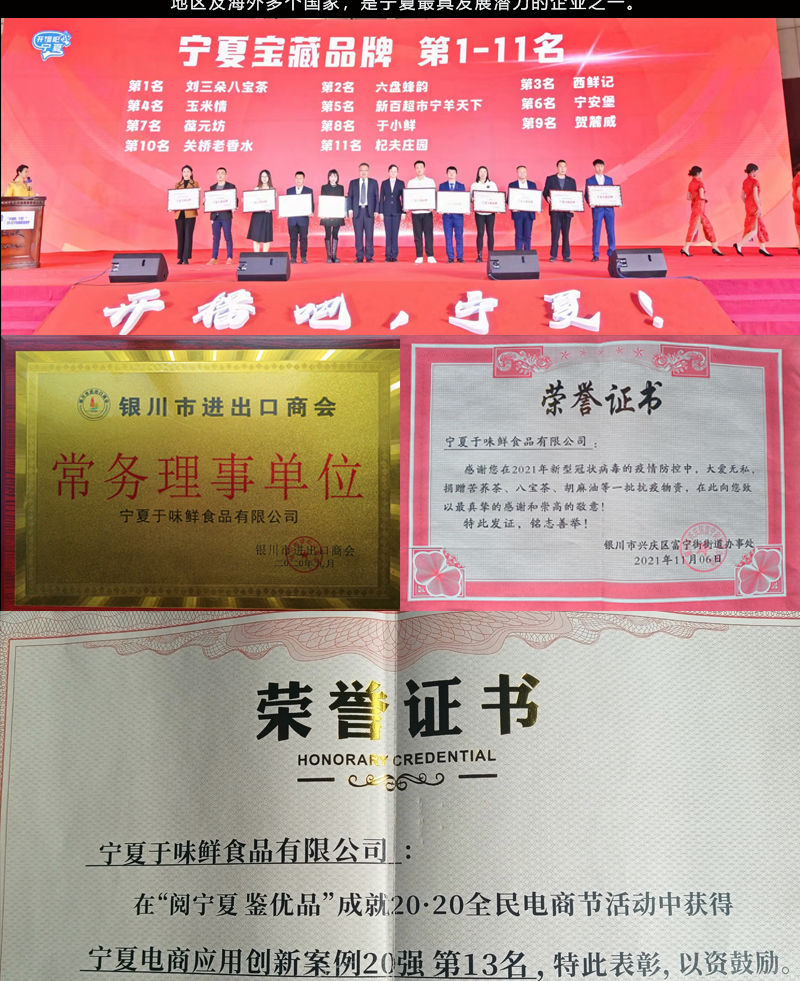 地区及海外多个国家，是宁夏最具发展潜力的企业之一。
开播吧
宁夏
宁夏宝藏品牌 第1-11名
第1名 刘三朵八宝茶 第2名 六盘蜂韵 第3名 西鲜记
第4名 玉米情 第5名 新百超市宁羊天下 第6名 宁安堡
第7名 葆元坊 第8名 于小鲜 第9名 贺麓威
第10名 关桥老香水 第11名 杞夫庄园
开播吧，宁夏！
银川市进出口商会
常务理事单位
宁夏于味鲜食品有限公司
银川市进出口商会
荣誉证书
宁夏于味鲜食品有限公司：
感谢您在2021年新型冠状病毒的疫情防控中，大爱无私，
捐赠苦荞茶、八宝茶、胡麻油等一批抗疫物资，在此向您致
以最真挚的感谢和崇高的敬意！
特此发证，铭志善举！
银川市兴庆区富宁街街道办事处
2021年11月06日
荣誉证书
HONORARY CREDENTIAL
宁夏于味鲜食品有限公司：
在“阅宁夏 鉴优品”成就20·20全民电商节活动中获得
宁夏电商应用创新案例20强 第13名，特此表彰，以资鼓励。